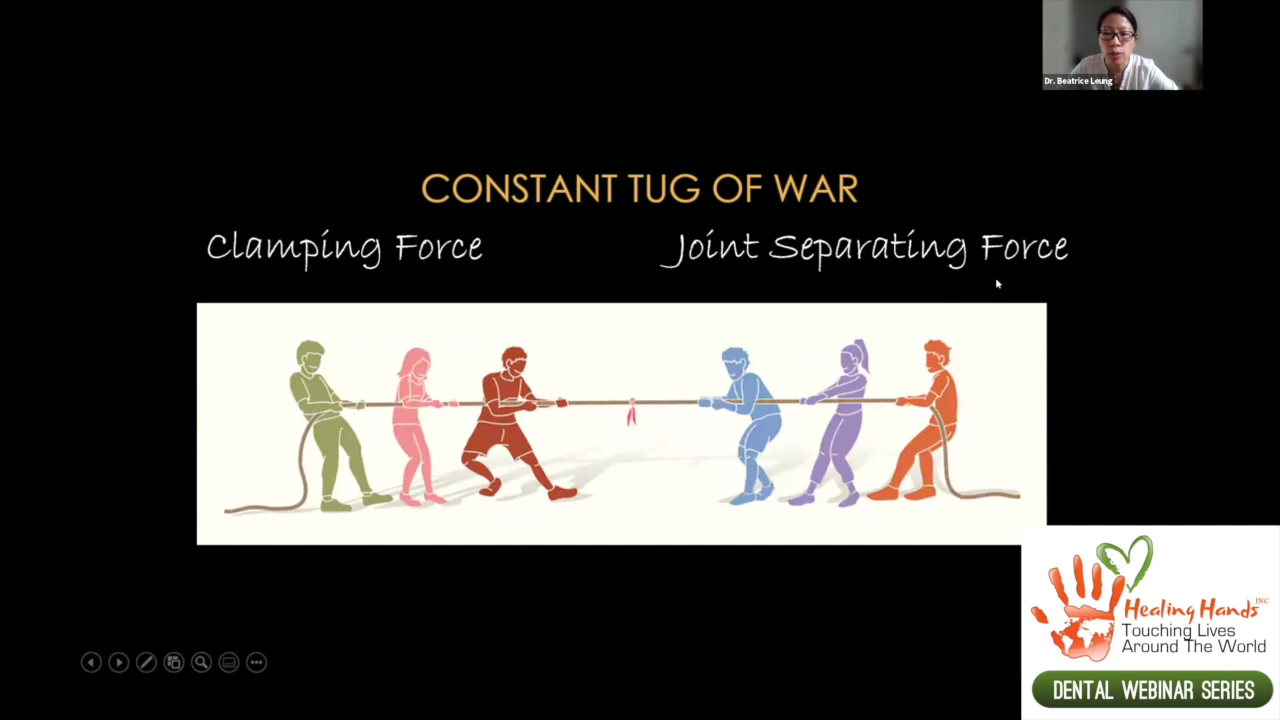 Dr. Beatrice Leung
CONSTANT TUG OF WAR
Clamping Force
Joint Separating Force
Healing Hands INC
Touching Lives
Around The World
DENTAL WEBINAR SERIES